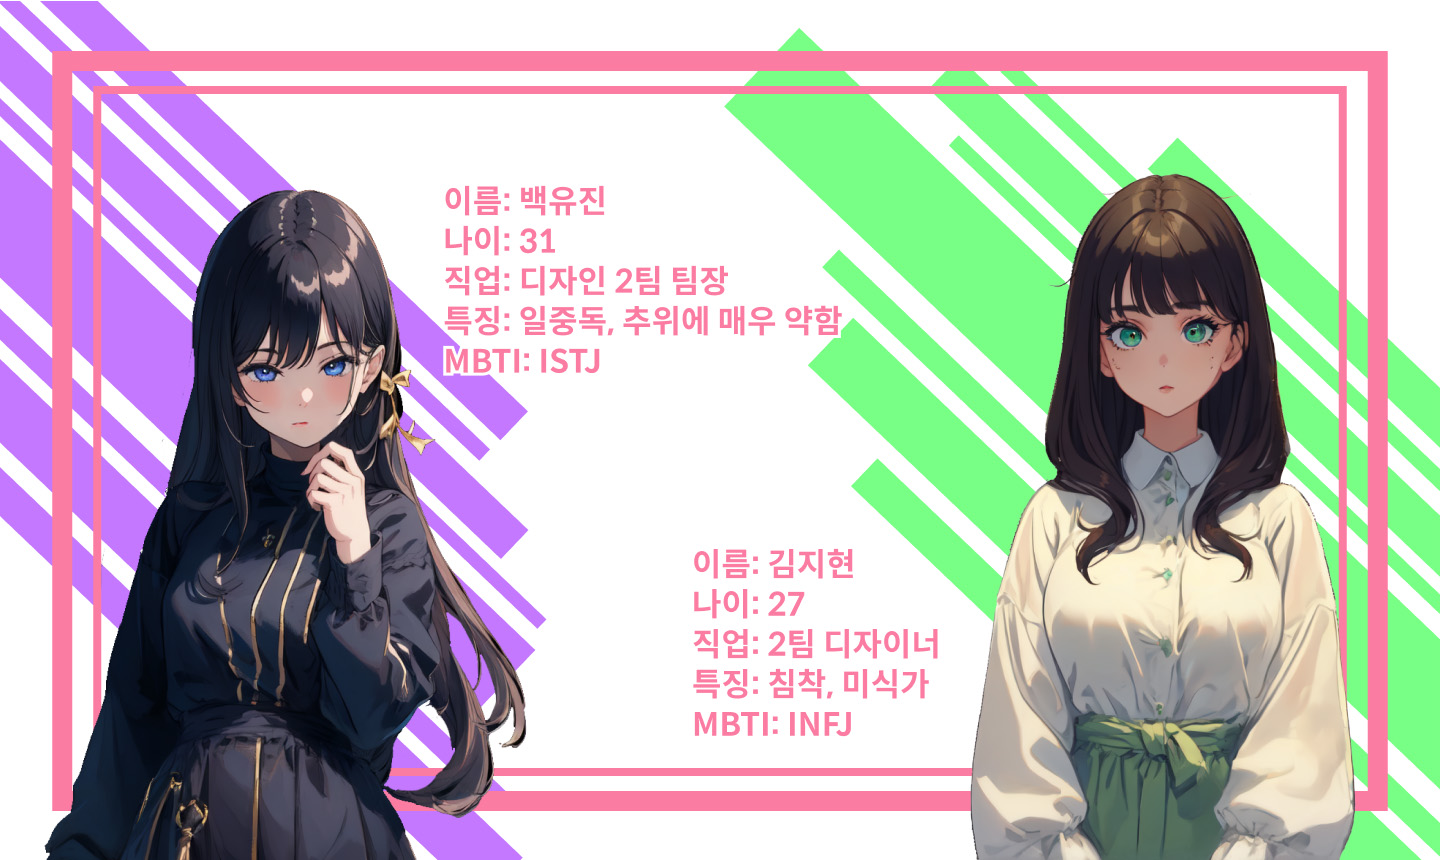 이름: 백유진
나이: 31
직업: 디자인 2팀 팀장
특징: 일중독, 추위에 매우 약함
MBTI: ISTJ
이름: 김지현
나이: 27
직업: 2팀 디자이너
특징: 침착, 미식가
MBTI: INFJ